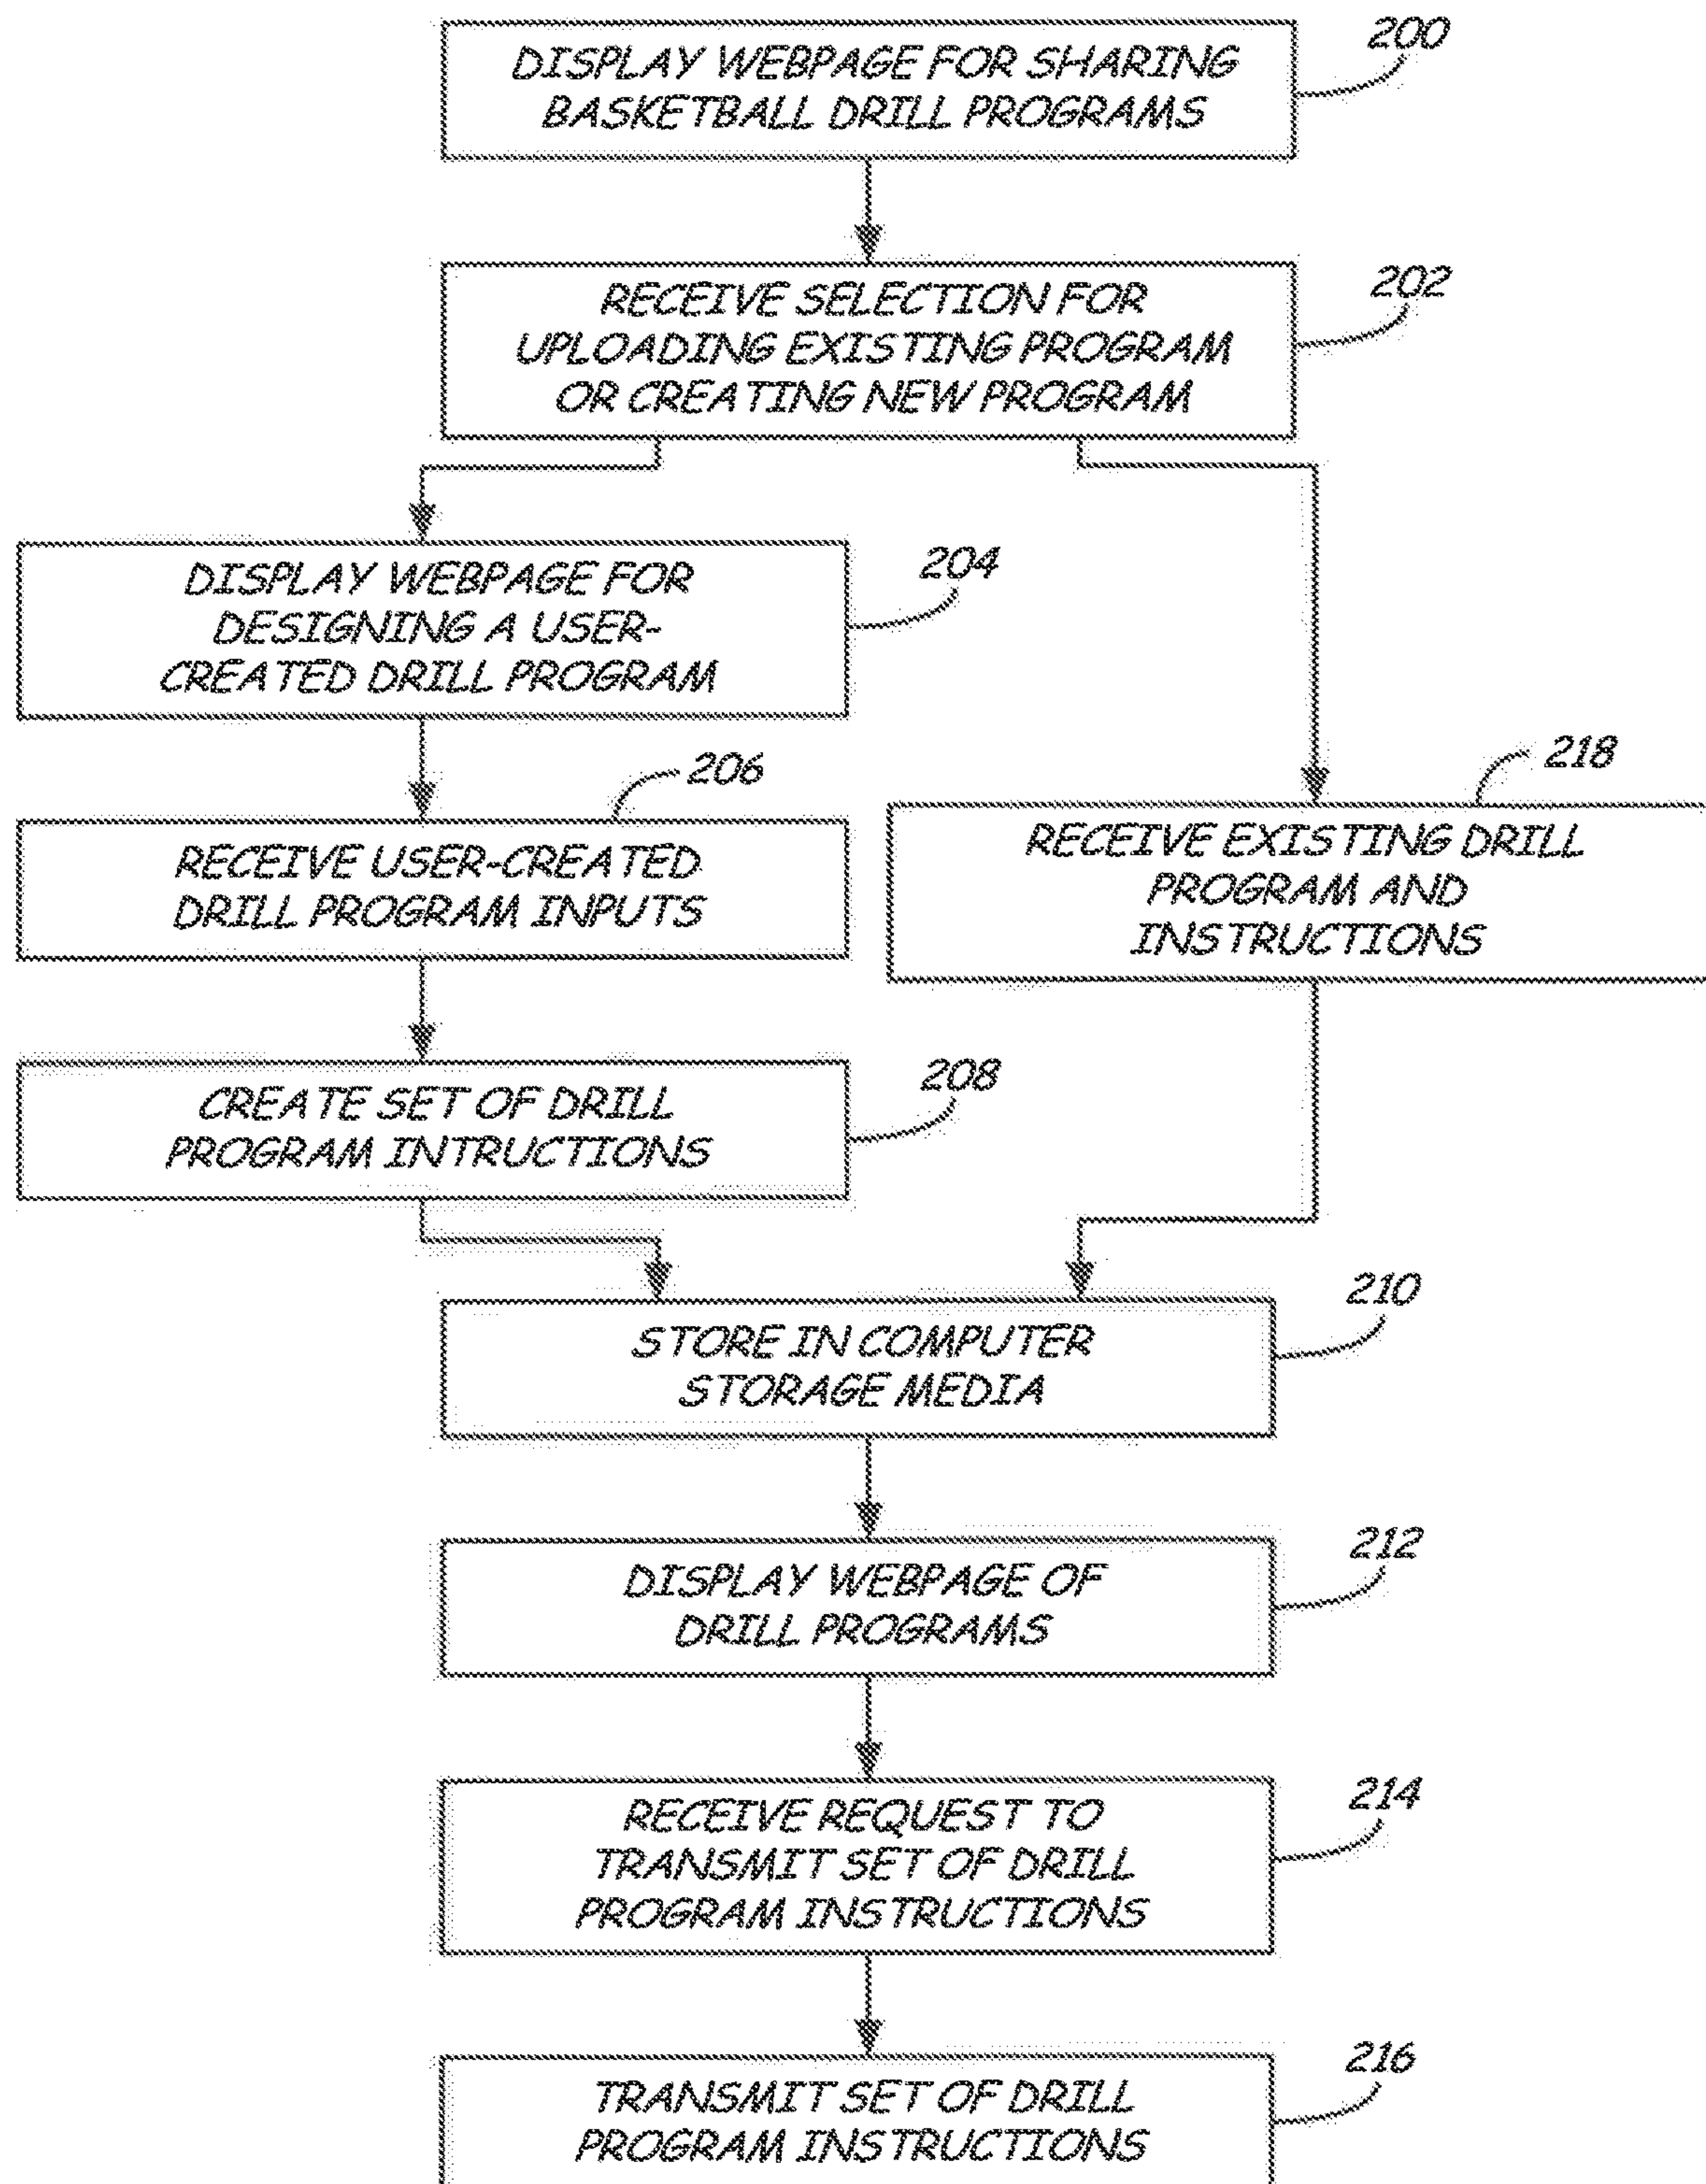 200
DISPLAY WEBPAGE FOR SHARING
BASKETBALL DRILL PROGRAMS
202
RECEIVE SELECTION FOR
UPLOADING EXISTING PROGRAM
OR CREATING NEW PROGRAM
204
DISPLAY WEBPAGE FOR
DESIGNING A USER-
CREATED DRILL PROGRAM
206
RECEIVE USER-CREATED
DRILL PROGRAM INPUTS
218
RECEIVE EXISTING DRILL
PROGRAM AND
INSTRUCTIONS
208
CREATE SET OF DRILL
PROGRAM INTRUCTIONS
210
STORE IN COMPUTER
STORAGE MEDIA
212
DISPLAY WEBPAGE OF
DRILL PROGRAMS
214
RECEIVE REQUEST TO
TRANSMIT SET OF DRILL
PROGRAM INSTRUCTIONS
216
TRANSMIT SET OF DRILL
PROGRAM INSTRUCTIONS